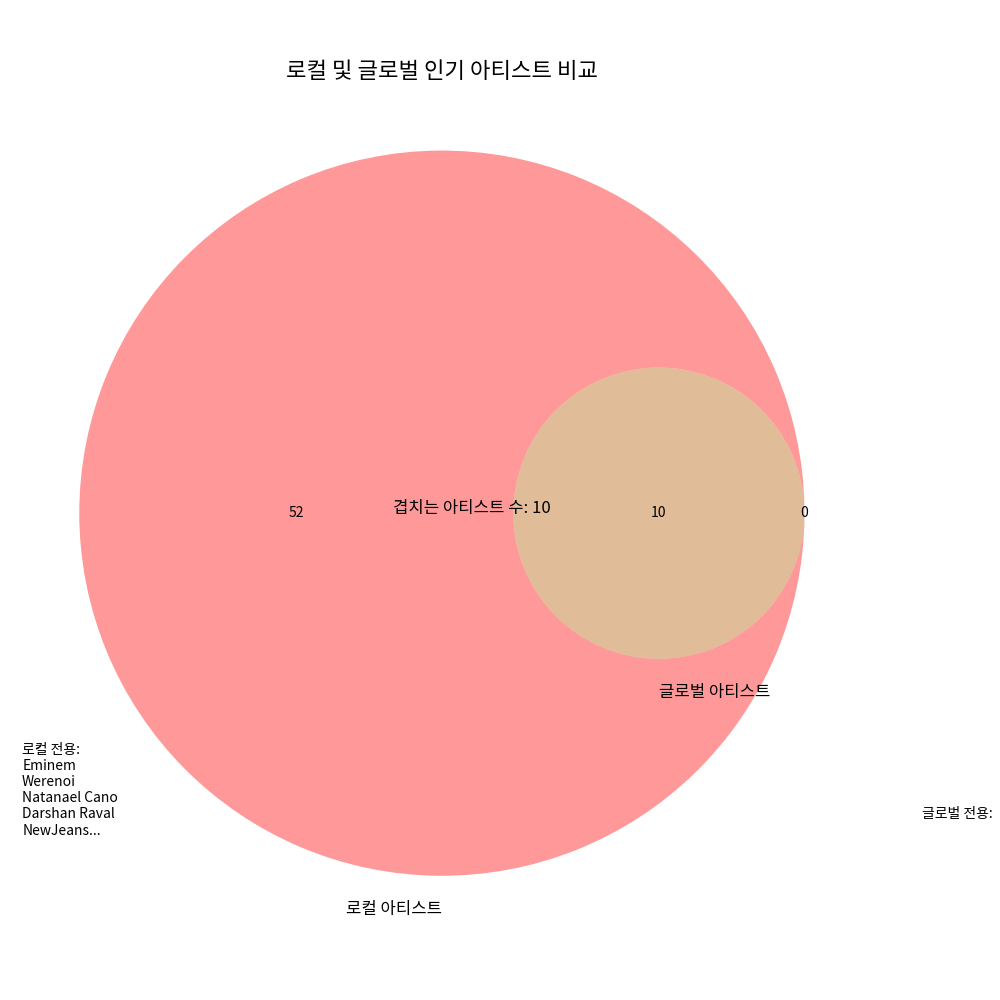 로컬 및 글로벌 인기 아티스트 비교
겹치는 아티스트 수: 10
52
10
0
글로벌 아티스트
로컬 전용:
Eminem
Werenoi
Natanael Cano
Darshan Raval
NewJeans...
글로벌 전용:
로컬 아티스트